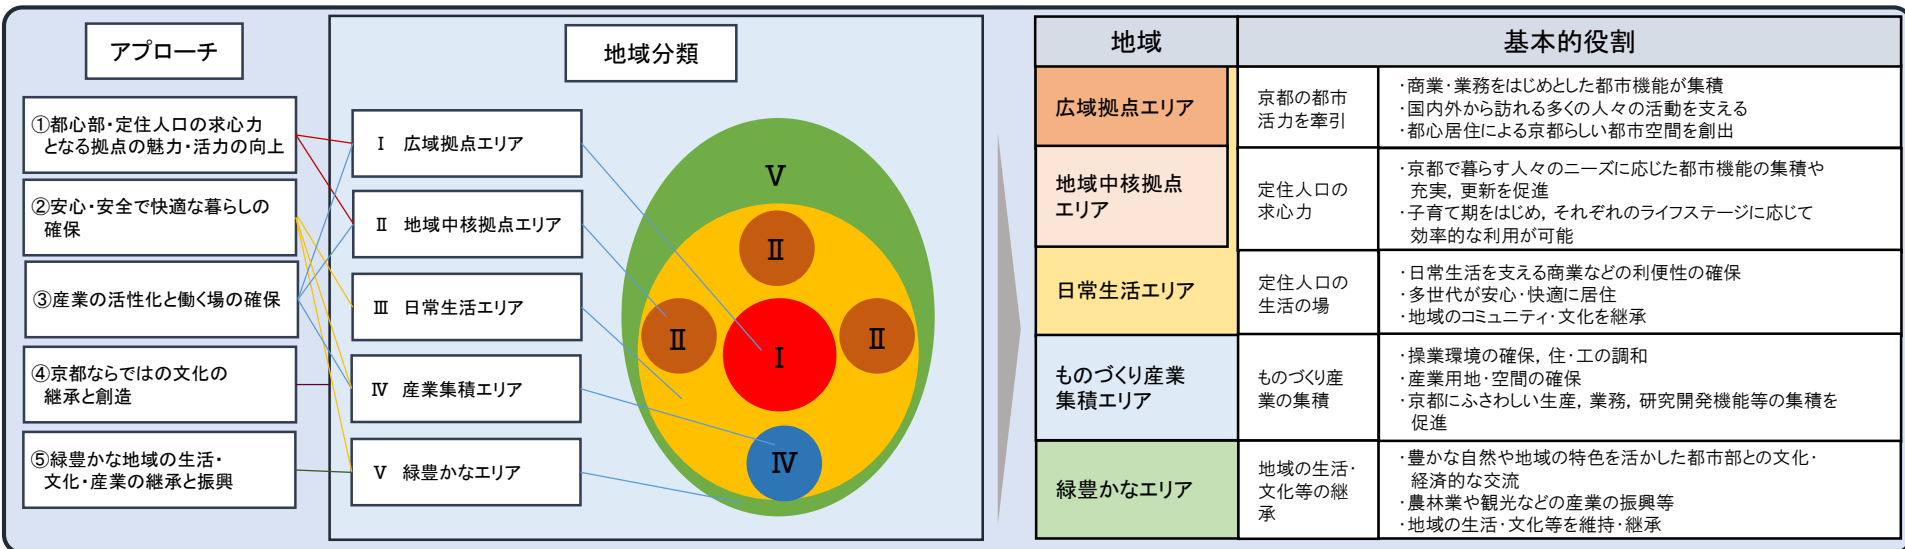 アプローチ
①都心部・定住人口の求心力
となる拠点の魅力・活力の向上
②安心・安全で快適な暮らしの
確保
③産業の活性化と働く場の確保
④京都ならではの文化の
継承と創造
⑤緑豊かな地域の生活・
文化・産業の継承と振興
地域分類
Ⅰ 広域拠点エリア
Ⅱ 地域中核拠点エリア
Ⅲ 日常生活エリア
Ⅳ 産業集積エリア
Ⅴ 緑豊かなエリア
Ⅴ
Ⅱ
Ⅱ
Ⅰ
Ⅱ
Ⅳ
地域
基本的役割
広域拠点エリア
京都の都市
活力を牽引
・商業・業務をはじめとした都市機能が集積
・国内外から訪れる多くの人々の活動を支える
・都心居住による京都らしい都市空間を創出
地域中核拠点
エリア
定住人口の
求心力
・京都で暮らす人々のニーズに応じた都市機能の集積や
充実，更新を促進
・子育て期をはじめ，それぞれのライフステージに応じて
効率的な利用が可能
日常生活エリア
定住人口の
生活の場
・日常生活を支える商業などの利便性の確保
・多世代が安心・快適に居住
・地域のコミュニティ・文化を継承
ものづくり産業
集積エリア
ものづくり産
業の集積
・操業環境の確保，住・工の調和
・産業用地・空間の確保
・京都にふさわしい生産，業務，研究開発機能等の集積を
促進
緑豊かなエリア
地域の生活・
文化等の継
承
・豊かな自然や地域の特色を活かした都市部との文化・
経済的な交流
・農林業や観光などの産業の振興等
・地域の生活・文化等を維持・継承